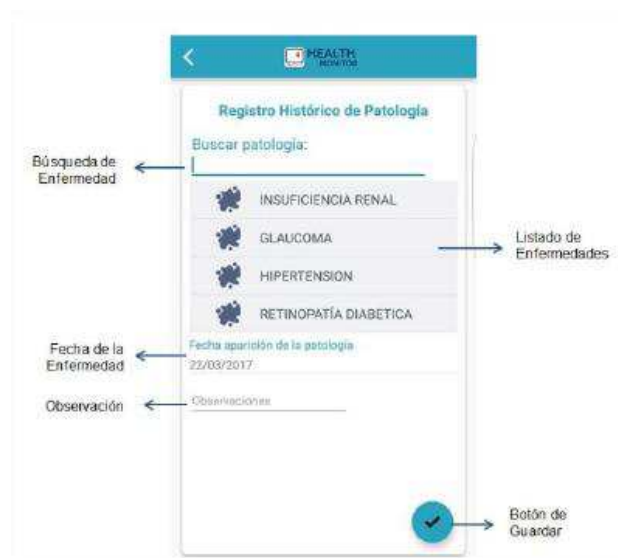 HEALTH
MONITOR
Registro Histórico de Patología
Buscar patología:
Búsqueda de
Enfermedad
INSUFICIENCIA RENAL
GLAUCOMA
Listado de
Enfermedades
HIPERTENSION
RETINOPATÍA DIABETICA
Fecha de la
Enfermedad
Fecha aparición de la patología
22/03/2017
Observación
Observaciones
Botón de
Guardar